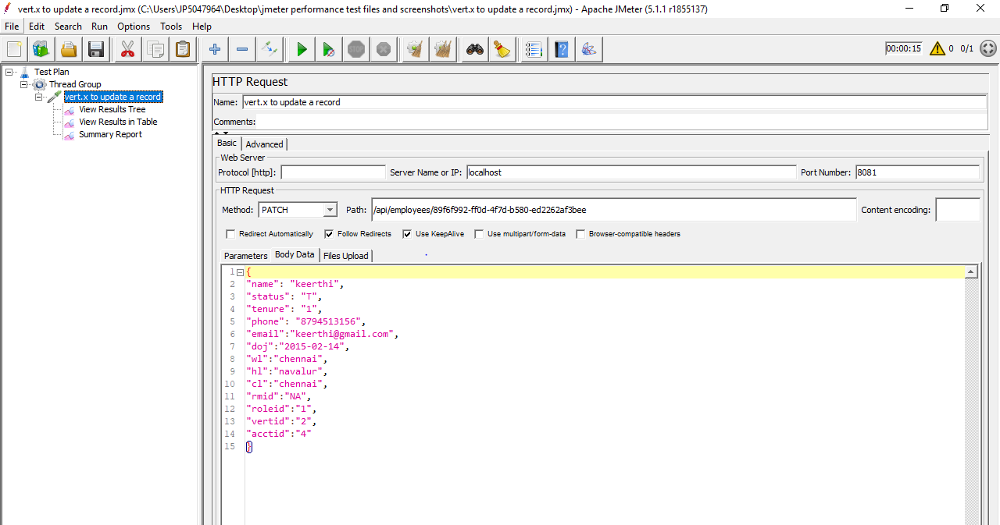 vert.x to update a record.jmx (C:\Users\JP5047964\Desktop\jmeter performance test files and screenshots\vert.x to update a record.jmx) - Apache JMeter (5.1.1 r1855137)
File Edit Search Run Options Tools Help
STOP 00:00:15 0 0/1
Test Plan
Thread Group
vert.x to update a record
View Results Tree
View Results in Table
Summary Report
HTTP Request
Name: vert.x to update a record
Comments:
Basic Advanced
Web Server
Protocol [http]: Server Name or IP: localhost Port Number: 8081
HTTP Request
Method: PATCH Path: /api/employees/89f6f992-ff0d-4f7d-b580-ed2262af3bee Content encoding:
Redirect Automatically Follow Redirects Use KeepAlive Use multipart/form-data Browser-compatible headers
Parameters Body Data Files Upload
1 {
2 "name": "keerthi",
3 "status": "T",
4 "tenure": "1",
5 "phone": "8794513156",
6 "email":"keerthi@gmail.com",
7 "doj":"2015-02-14",
8 "wl":"chennai",
9 "hl":"navalur",
10 "cl":"chennai",
11 "rmid":"NA",
12 "roleid":"1",
13 "vertid":"2",
14 "acctid":"4"
15 }